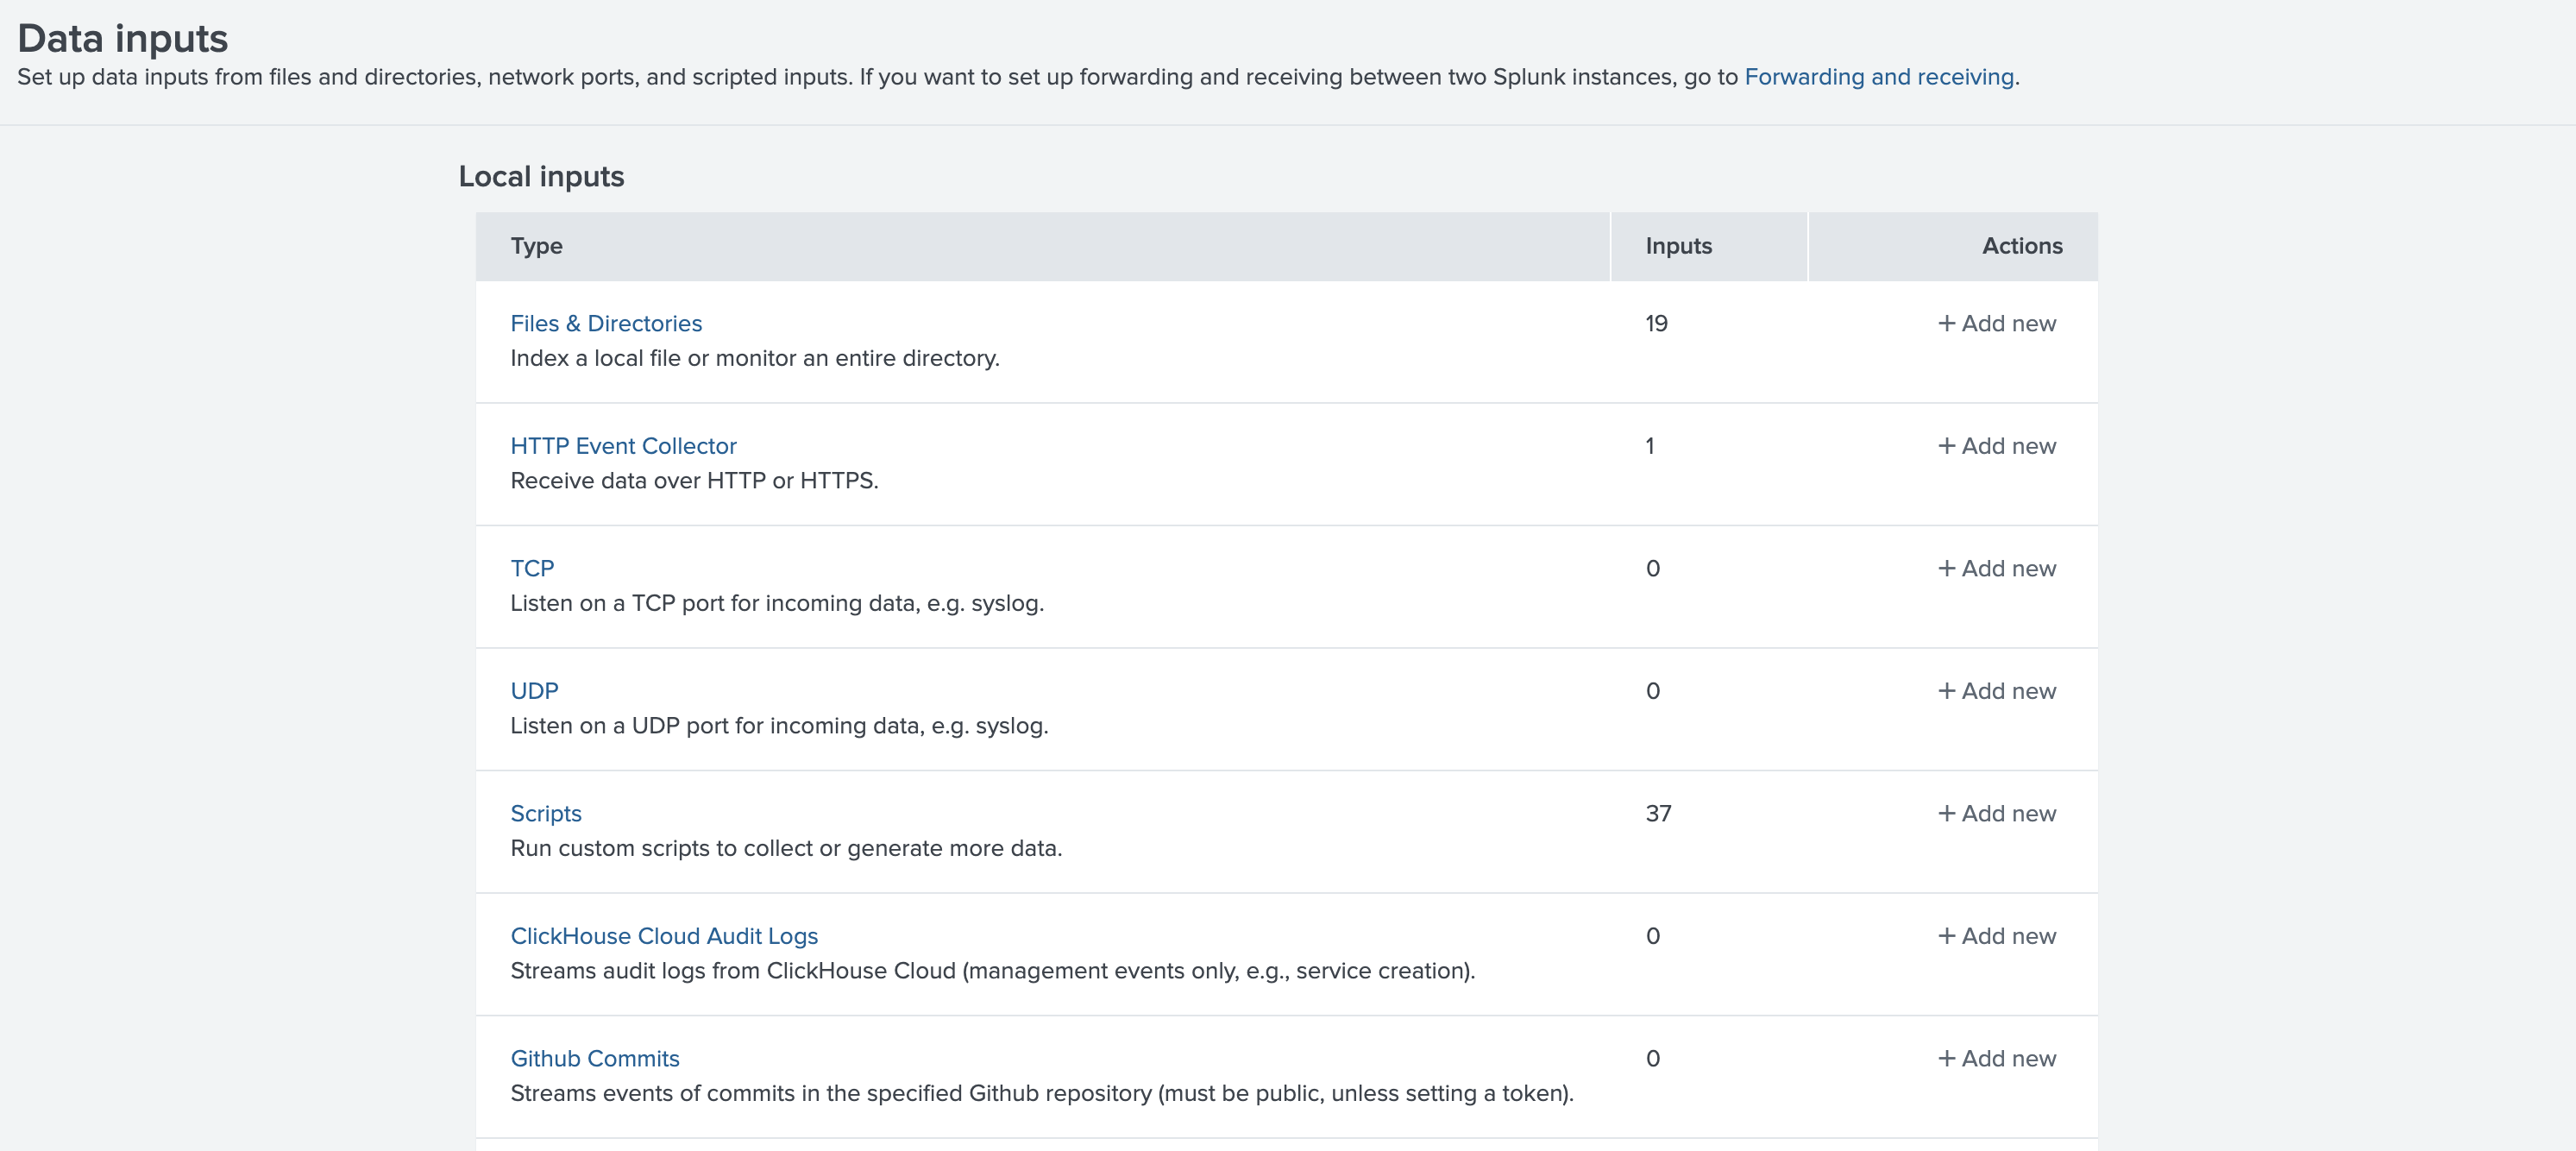 Data inputs
Set up data inputs from files and directories, network ports, and scripted inputs. If you want to set up forwarding and receiving between two Splunk instances, go to Forwarding and receiving.
Local inputs
Type Inputs Actions
Files & Directories 19 + Add new
Index a local file or monitor an entire directory.
HTTP Event Collector 1 + Add new
Receive data over HTTP or HTTPS.
TCP 0 + Add new
Listen on a TCP port for incoming data, e.g. syslog.
UDP 0 + Add new
Listen on a UDP port for incoming data, e.g. syslog.
Scripts 37 + Add new
Run custom scripts to collect or generate more data.
ClickHouse Cloud Audit Logs 0 + Add new
Streams audit logs from ClickHouse Cloud (management events only, e.g., service creation).
Github Commits 0 + Add new
Streams events of commits in the specified Github repository (must be public, unless setting a token).